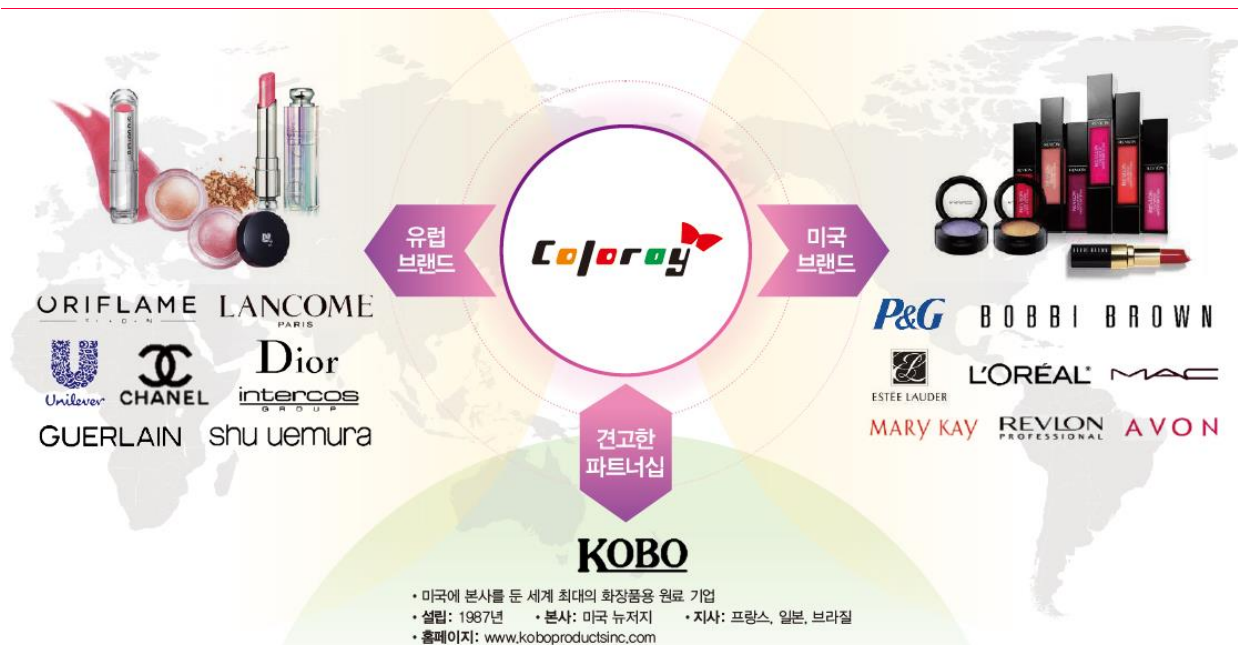 Coloray
유럽
브랜드
미국
브랜드
견고한
파트너십
ORIFLAME
LANCOME
PARIS
Unilever
CHANEL
Dior
intercos
GROUP
GUERLAIN
shu uemura
P&G
BOBBI BROWN
ESTĒE LAUDER
L'ORÉAL®
MAC
MARY KAY
REVLON
PROFESSIONAL
AVON
KOBO
• 미국에 본사를 둔 세계 최대의 화장품용 원료 기업
• 설립: 1987년 • 본사: 미국 뉴저지 • 지사: 프랑스, 일본, 브라질
• 홈페이지: www.koboproductsinc.com